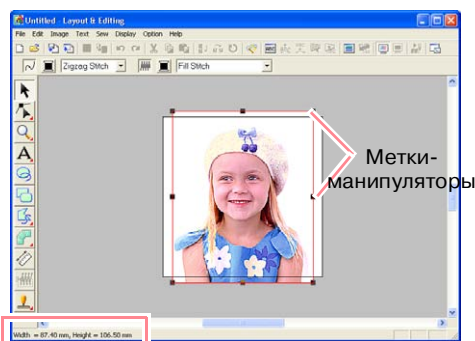 Untitled - Layout & Editing
File Edit Image Text Sew Display Option Help
Zigzag Stitch Fill Stitch
Метки-
манипуляторы
Width = 87.40 mm, Height = 106.50 mm